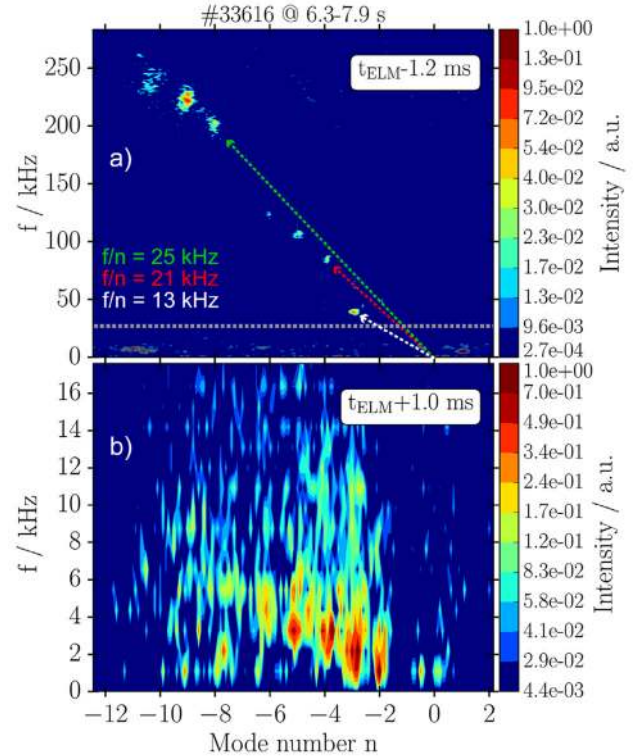 #33616 @ 6.3-7.9 s
t_ELM-1.2 ms
a)
f/n = 25 kHz
f/n = 21 kHz
f/n = 13 kHz
f / kHz
250
200
150
100
50
0
1.0e+00
1.3e-01
9.5e-02
7.2e-02
5.4e-02
4.0e-02
3.0e-02
2.3e-02
1.7e-02
1.3e-02
9.6e-03
2.7e-04
Intensity / a.u.
t_ELM+1.0 ms
b)
f / kHz
16
14
12
10
8
6
4
2
0
1.0e+00
7.0e-01
4.9e-01
3.4e-01
2.4e-01
1.7e-01
1.2e-01
8.3e-02
5.8e-02
4.1e-02
2.9e-02
4.4e-03
Intensity / a.u.
−12 −10 −8 −6 −4 −2 0 2
Mode number n